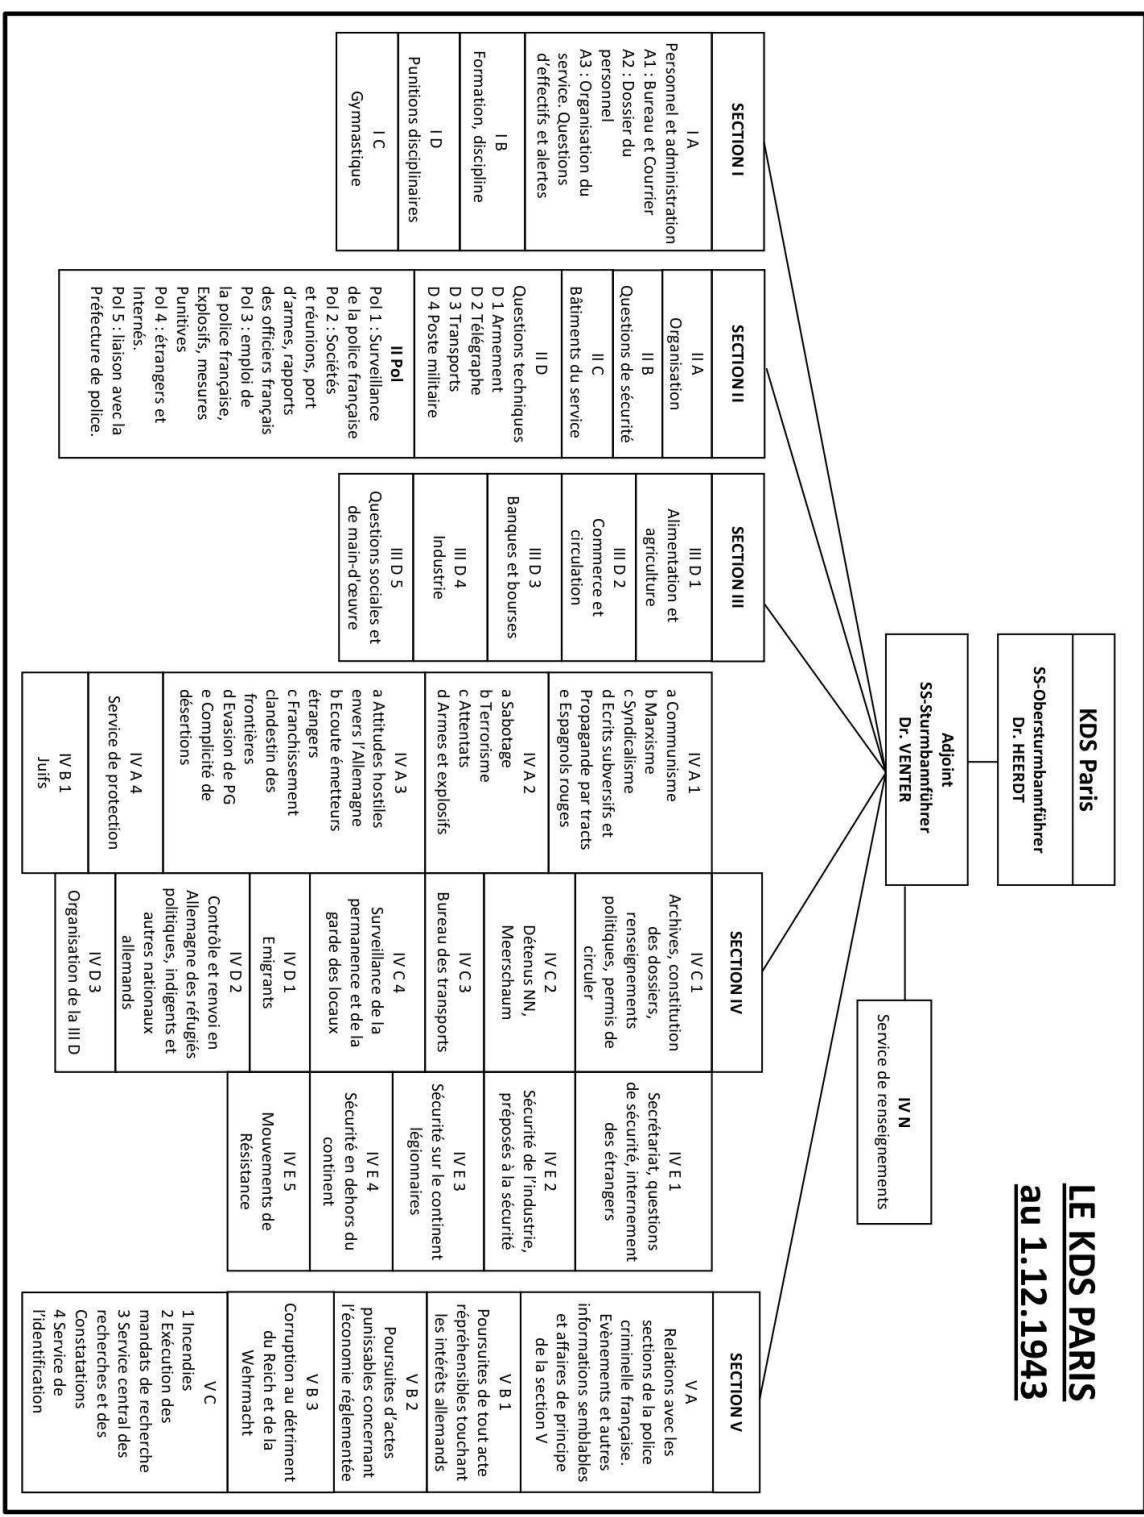 LE KDS PARIS
au 1.12.1943
KDS Paris
SS-Obersturmbannführer
Dr. HEERDT
Adjoint
SS-Sturmbannführer
Dr. VENTER
IV N
Service de renseignements
SECTION I
I A
Personnel et administration
A1 : Bureau et Courrier
A2 : Dossier du
personnel
A3 : Organisation du
service. Questions
d'effectifs et alertes
I B
Formation, discipline
I D
Punitions disciplinaires
I C
Gymnastique
SECTION II
II A
Organisation
II B
Questions de sécurité
II C
Bâtiments du service
II D
Questions techniques
D 1 Armement
D 2 Télégraphe
D 3 Transports
D 4 Poste militaire
II Pol
Pol 1 : Surveillance
de la police française
Pol 2 : Sociétés
et réunions, port
d'armes, rapports
des officiers français
Pol 3 : emploi de
la police française,
Explosifs, mesures
Punitives
Pol 4 : étrangers et
Internés.
Pol 5 : liaison avec la
Préfecture de police.
SECTION III
III D 1
Alimentation et
agriculture
III D 2
Commerce et
circulation
III D 3
Banques et bourses
III D 4
Industrie
III D 5
Questions sociales et
de main-d'œuvre
SECTION IV
IV A 1
a Communisme
b Marxisme
c Syndicalisme
d Ecrits subversifs et
Propagande par tracts
e Espagnols rouges
IV A 2
a Sabotage
b Terrorisme
c Attentats
d Armes et explosifs
IV A 3
a Attitudes hostiles
envers l'Allemagne
b Ecoute émetteurs
étrangers
c Franchissement
clandestin des
frontières
d Evasion de PG
e Complicité de
désertions
IV A 4
Service de protection
IV B 1
Juifs
IV C 1
Archives, constitution
des dossiers,
renseignements
politiques, permis de
circuler
IV C 2
Détenus NN,
Meerschaum
IV C 3
Bureau des transports
IV C 4
Surveillance de la
permanence et de la
garde des locaux
IV D 1
Emigrants
IV D 2
Contrôle et renvoi en
Allemagne des réfugiés
politiques, indigents et
autres nationaux
allemands
IV D 3
Organisation de la III D
IV E 1
Secrétariat, questions
de sécurité, internement
des étrangers
IV E 2
Sécurité de l'industrie,
préposés à la sécurité
IV E 3
Sécurité sur le continent
légionnaires
IV E 4
Sécurité en dehors du
continent
IV E 5
Mouvements de
Résistance
SECTION V
V A
Relations avec les
sections de la police
criminelle française.
Evènements et autres
informations semblables
et affaires de principe
de la section V
V B 1
Poursuites de tout acte
répréhensibles touchant
les intérêts allemands
V B 2
Poursuites d'actes
punissables concernant
l'économie réglementée
V B 3
Corruption au détriment
du Reich et de la
Wehrmacht
V C
1 Incendies
2 Exécution des
mandats de recherche
3 Service central des
recherches et des
Constatations
4 Service de
l'identification